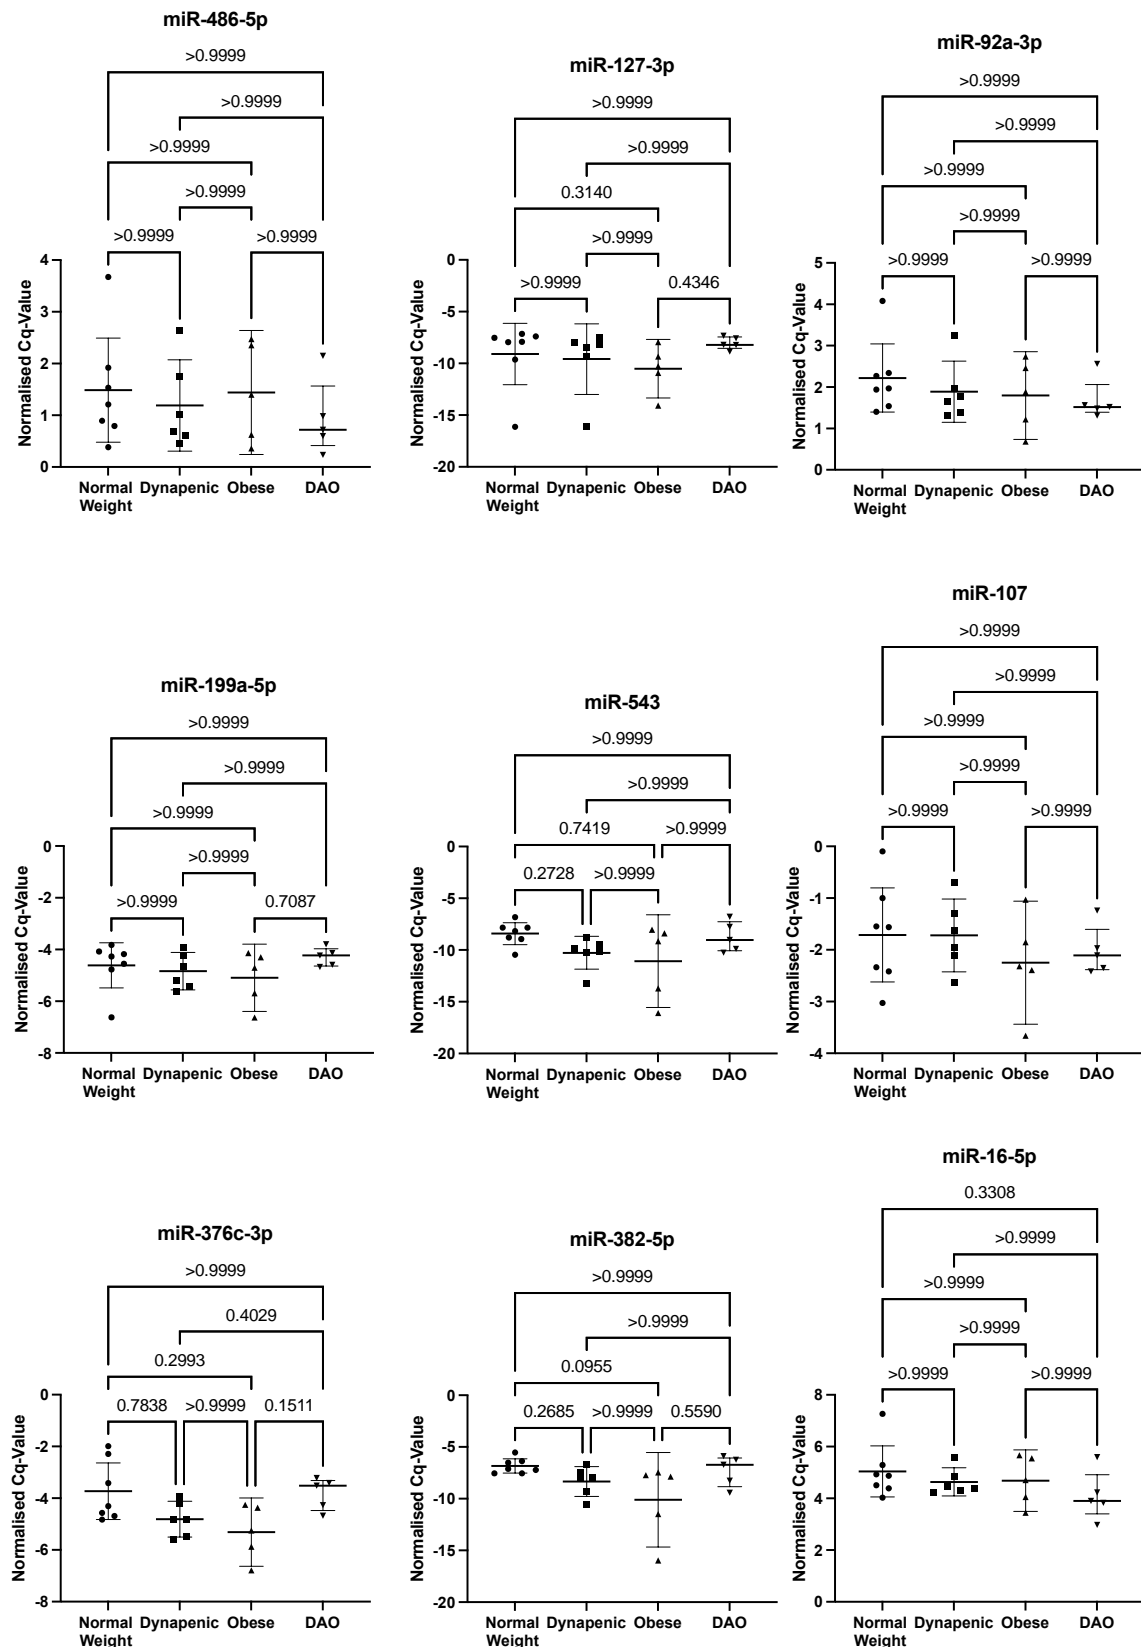 miR-486-5p
>0.9999
>0.9999
>0.9999
>0.9999
>0.9999
>0.9999
Normalised Cq-Value
4
3
2
1
0
Normal Weight
Dynapenic
Obese
DAO
miR-127-3p
>0.9999
>0.9999
0.3140
>0.9999
>0.9999
0.4346
Normalised Cq-Value
0
-5
-10
-15
-20
Normal Weight
Dynapenic
Obese
DAO
miR-92a-3p
>0.9999
>0.9999
>0.9999
>0.9999
>0.9999
>0.9999
Normalised Cq-Value
5
4
3
2
1
0
Normal Weight
Dynapenic
Obese
DAO
miR-199a-5p
>0.9999
>0.9999
>0.9999
>0.9999
>0.9999
0.7087
Normalised Cq-Value
0
-2
-4
-6
-8
Normal Weight
Dynapenic
Obese
DAO
miR-543
>0.9999
>0.9999
0.7419
>0.9999
0.2728
>0.9999
Normalised Cq-Value
0
-5
-10
-15
-20
Normal Weight
Dynapenic
Obese
DAO
miR-107
>0.9999
>0.9999
>0.9999
>0.9999
>0.9999
>0.9999
Normalised Cq-Value
0
-1
-2
-3
-4
Normal Weight
Dynapenic
Obese
DAO
miR-376c-3p
>0.9999
0.4029
0.2993
0.7838
>0.9999
0.1511
Normalised Cq-Value
0
-2
-4
-6
-8
Normal Weight
Dynapenic
Obese
DAO
miR-382-5p
>0.9999
>0.9999
0.0955
0.2685
>0.9999
0.5590
Normalised Cq-Value
0
-5
-10
-15
-20
Normal Weight
Dynapenic
Obese
DAO
miR-16-5p
0.3308
>0.9999
>0.9999
>0.9999
>0.9999
>0.9999
Normalised Cq-Value
8
6
4
2
0
Normal Weight
Dynapenic
Obese
DAO